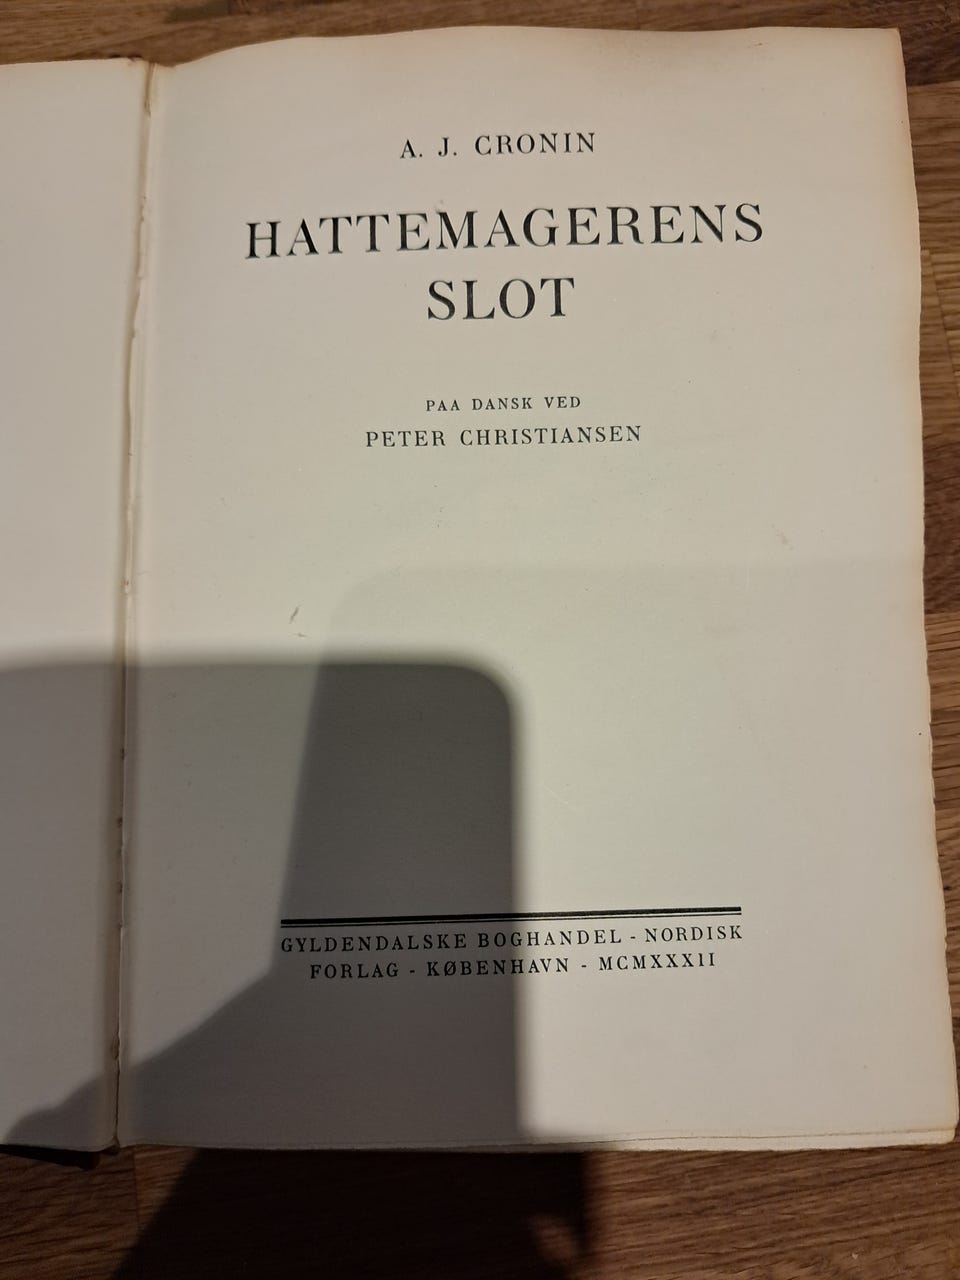 A. J. CRONIN
HATTEMAGERENS
SLOT
PAA DANSK VED
PETER CHRISTIANSEN
GYLDENDALSKE BOGHANDEL - NORDISK
FORLAG - KØBENHAVN - MCMXXXII